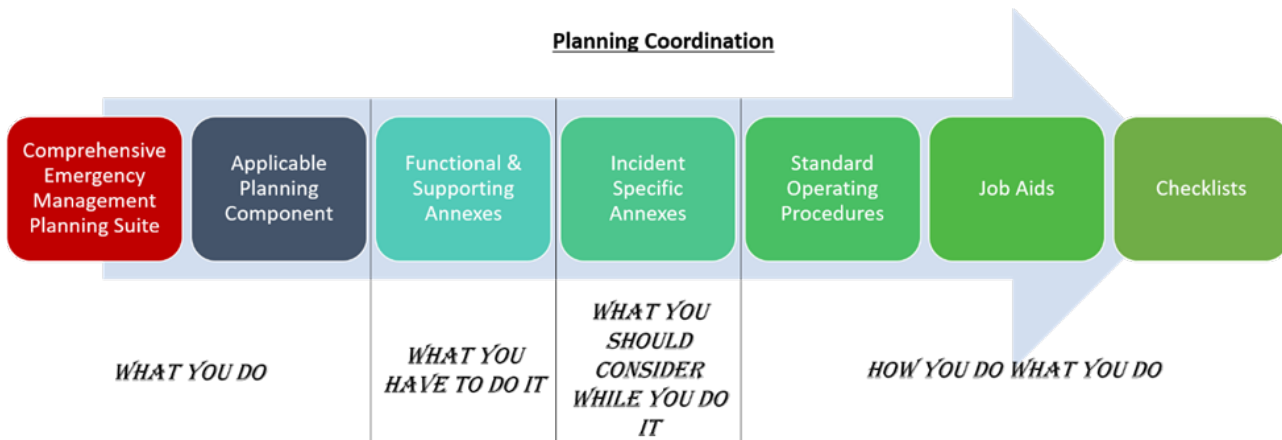 Planning Coordination
Comprehensive
Emergency
Management
Planning Suite
Applicable
Planning
Component
Functional &
Supporting
Annexes
Incident
Specific
Annexes
Standard
Operating
Procedures
Job Aids
Checklists
WHAT YOU DO
WHAT YOU
HAVE TO DO IT
WHAT YOU
SHOULD
CONSIDER
WHILE YOU DO
IT
HOW YOU DO WHAT YOU DO